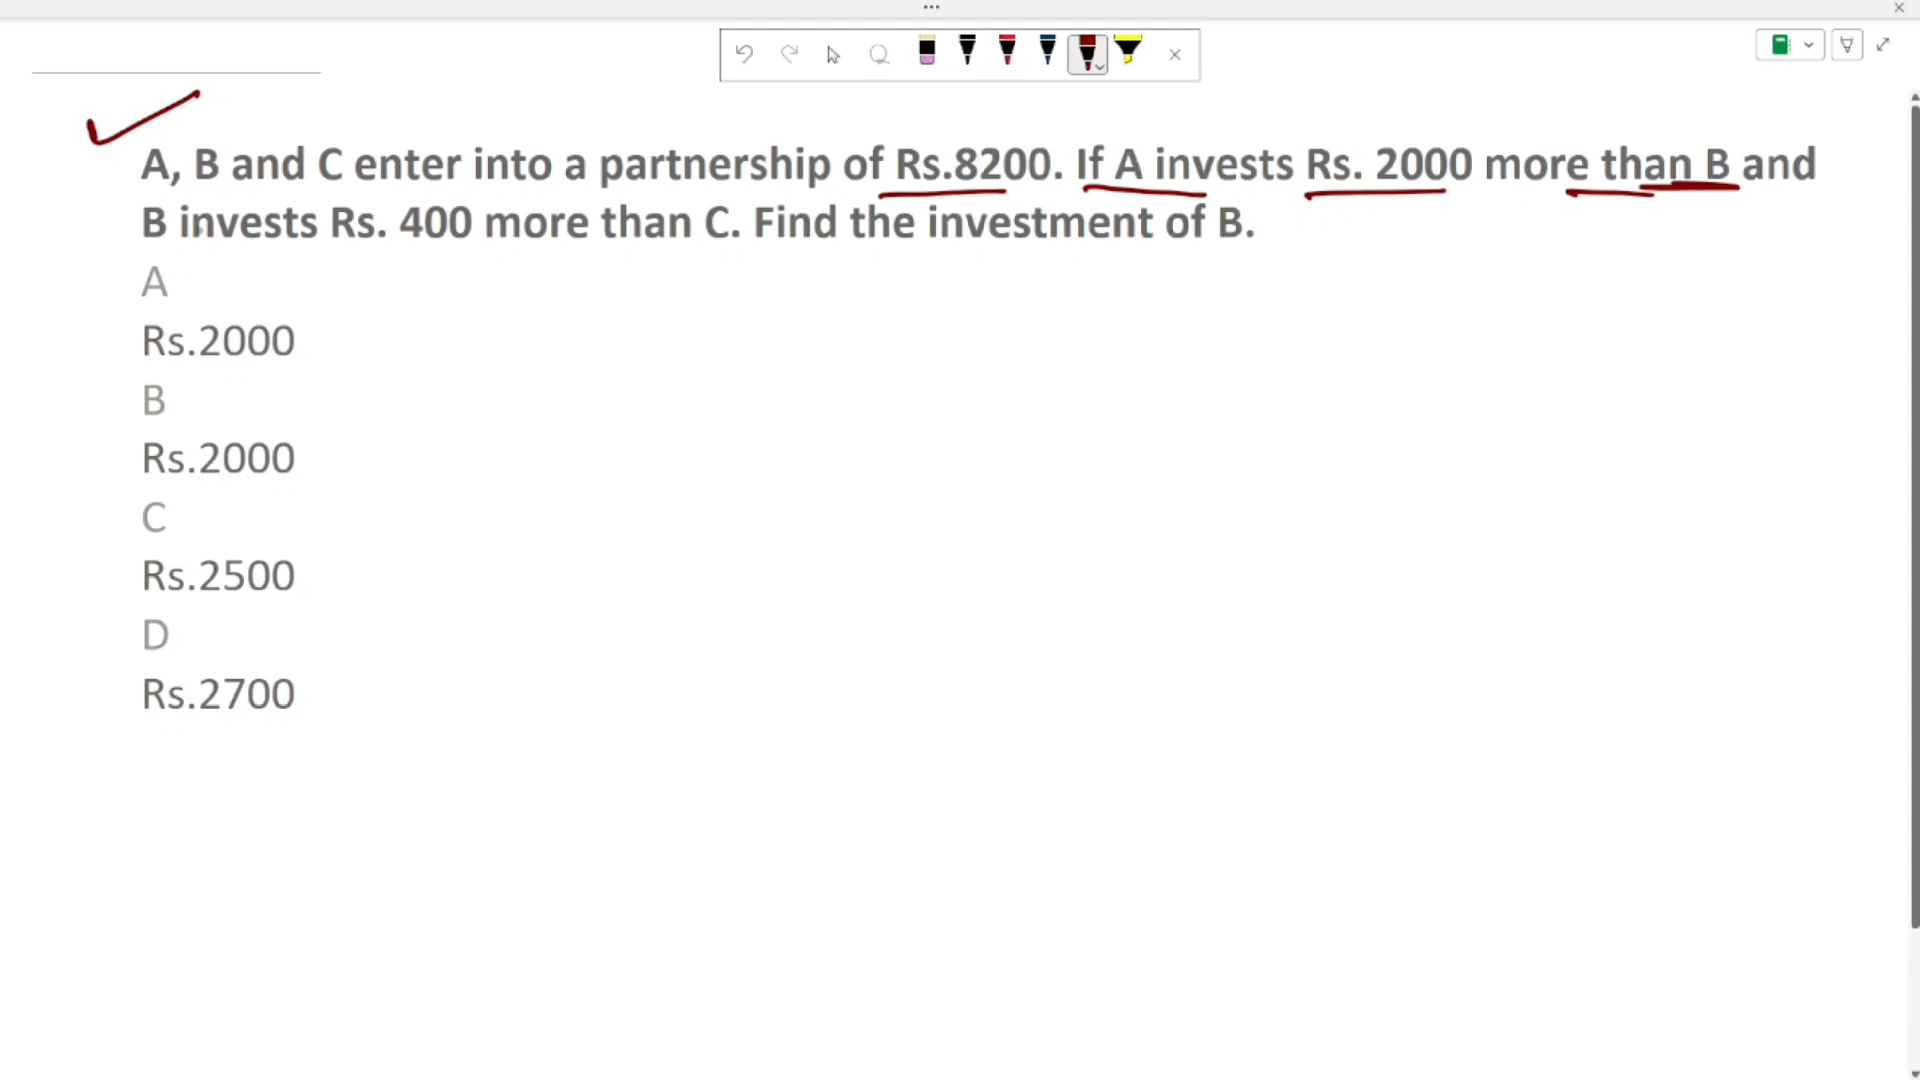 A, B and C enter into a partnership of Rs.8200. If A invests Rs. 2000 more than B and
B invests Rs. 400 more than C. Find the investment of B.
A
Rs.2000
B
Rs.2000
C
Rs.2500
D
Rs.2700